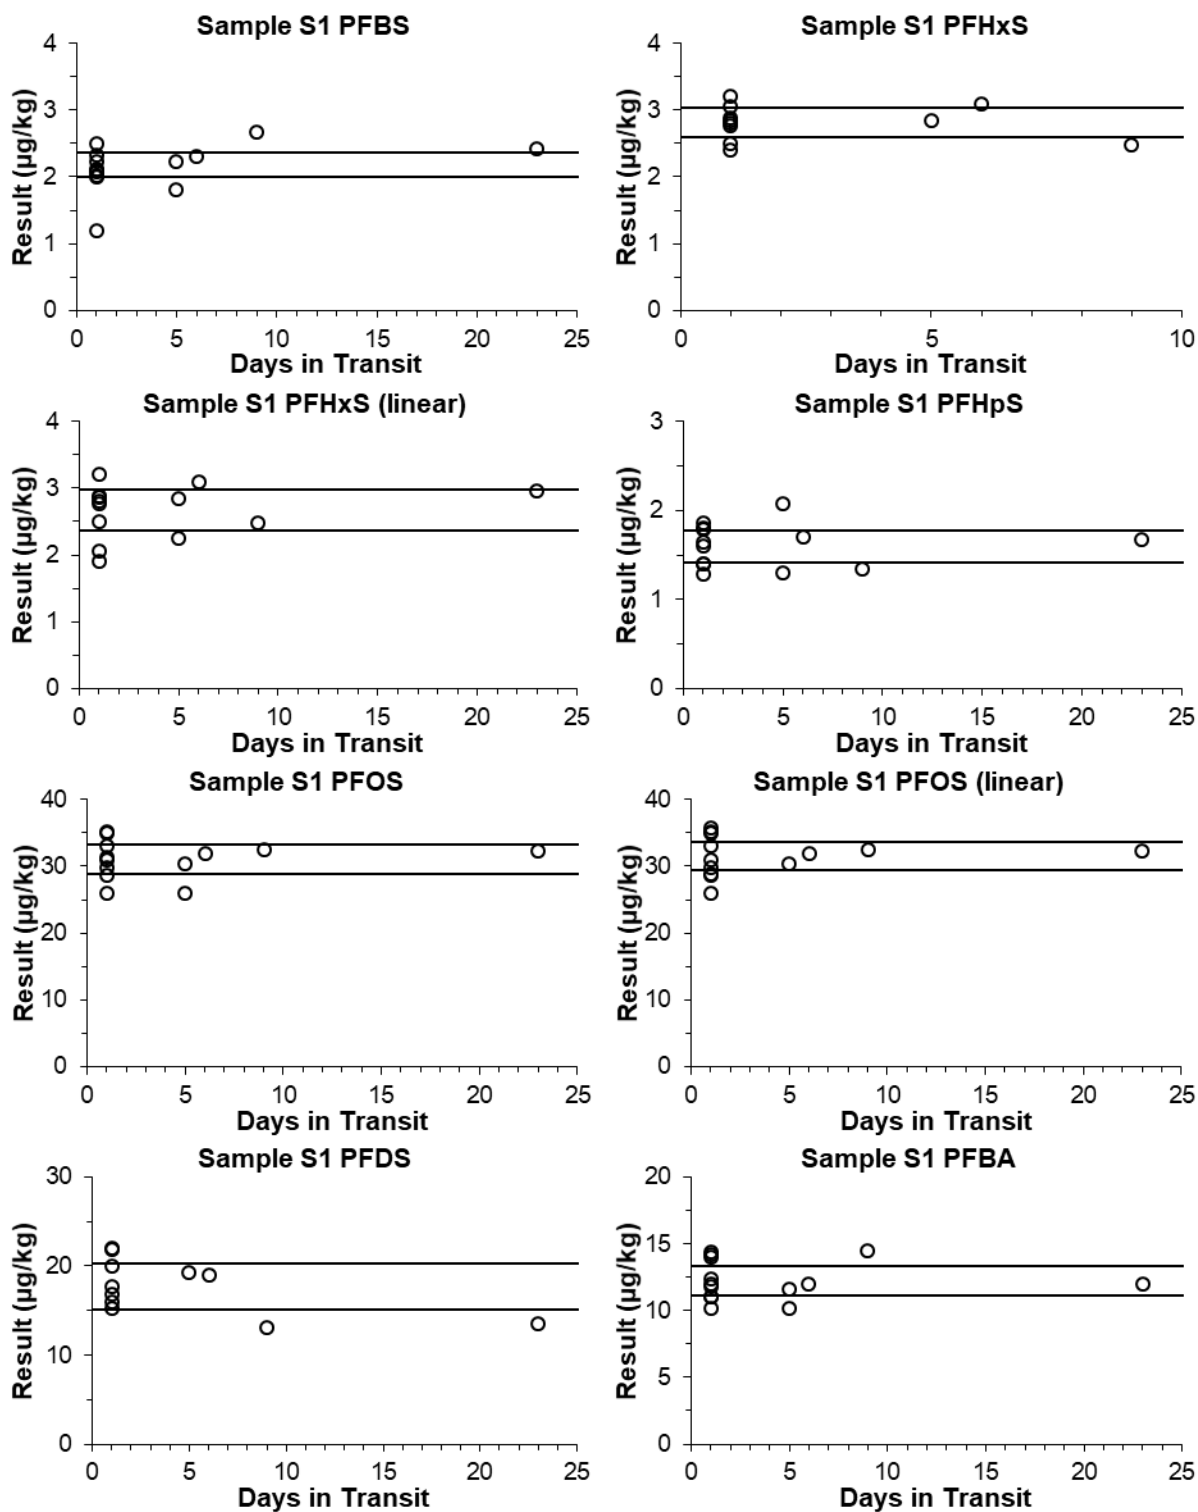 Sample S1 PFBS
4
3
2
1
0
Result (µg/kg)
0 5 10 15 20 25
Days in Transit
Sample S1 PFHxS
4
3
2
1
0
Result (µg/kg)
0 5 10
Days in Transit
Sample S1 PFHxS (linear)
4
3
2
1
0
Result (µg/kg)
0 5 10 15 20 25
Days in Transit
Sample S1 PFHpS
3
2
1
0
Result (µg/kg)
0 5 10 15 20 25
Days in Transit
Sample S1 PFOS
40
30
20
10
0
Result (µg/kg)
0 5 10 15 20 25
Days in Transit
Sample S1 PFOS (linear)
40
30
20
10
0
Result (µg/kg)
0 5 10 15 20 25
Days in Transit
Sample S1 PFDS
30
20
10
0
Result (µg/kg)
0 5 10 15 20 25
Days in Transit
Sample S1 PFBA
20
15
10
5
0
Result (µg/kg)
0 5 10 15 20 25
Days in Transit